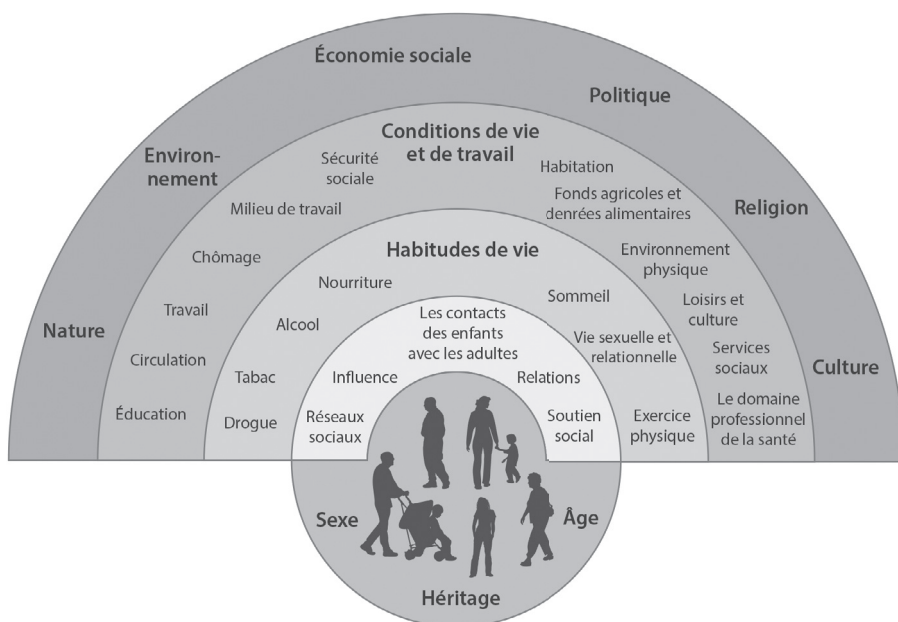 Économie sociale
Politique
Environ-
nement
Religion
Nature
Culture
Conditions de vie
et de travail
Sécurité
sociale
Habitation
Milieu de travail
Fonds agricoles et
denrées alimentaires
Chômage
Environnement
physique
Travail
Loisirs et
culture
Circulation
Services
sociaux
Éducation
Le domaine
professionnel
de la santé
Habitudes de vie
Nourriture
Sommeil
Alcool
Vie sexuelle et
relationnelle
Tabac
Drogue
Exercice
physique
Les contacts
des enfants
avec les adultes
Influence
Relations
Réseaux
sociaux
Soutien
social
Sexe
Âge
Héritage